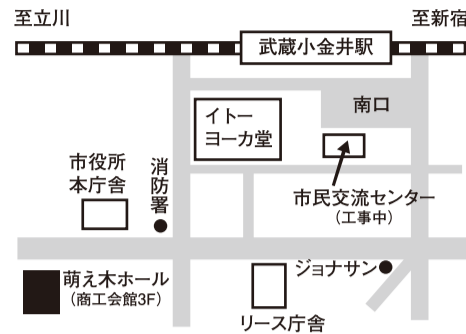 至立川
至新宿
武蔵小金井駅
南口
イトー
ヨーカ堂
市役所
本庁舎
消防署
市民交流センター
(工事中)
萌え木ホール
(商工会館3F)
ジョナサン
リース庁舎